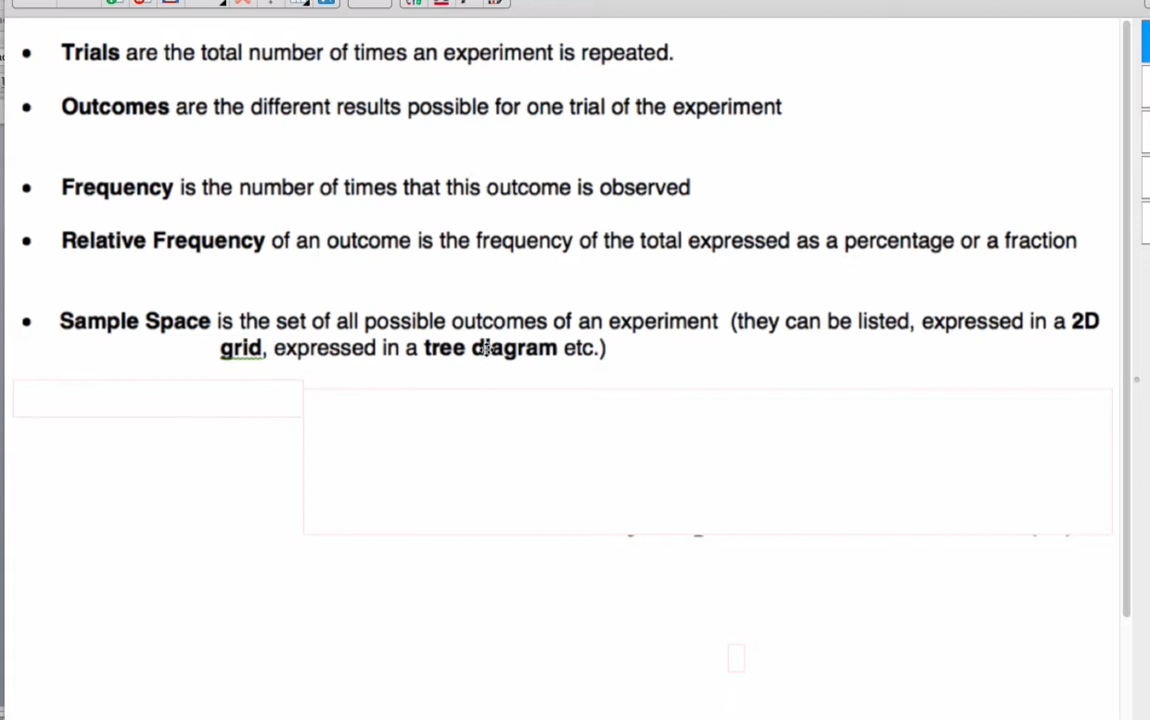 • Trials are the total number of times an experiment is repeated.
• Outcomes are the different results possible for one trial of the experiment
• Frequency is the number of times that this outcome is observed
• Relative Frequency of an outcome is the frequency of the total expressed as a percentage or a fraction
• Sample Space is the set of all possible outcomes of an experiment (they can be listed, expressed in a 2D
grid, expressed in a tree diagram etc.)